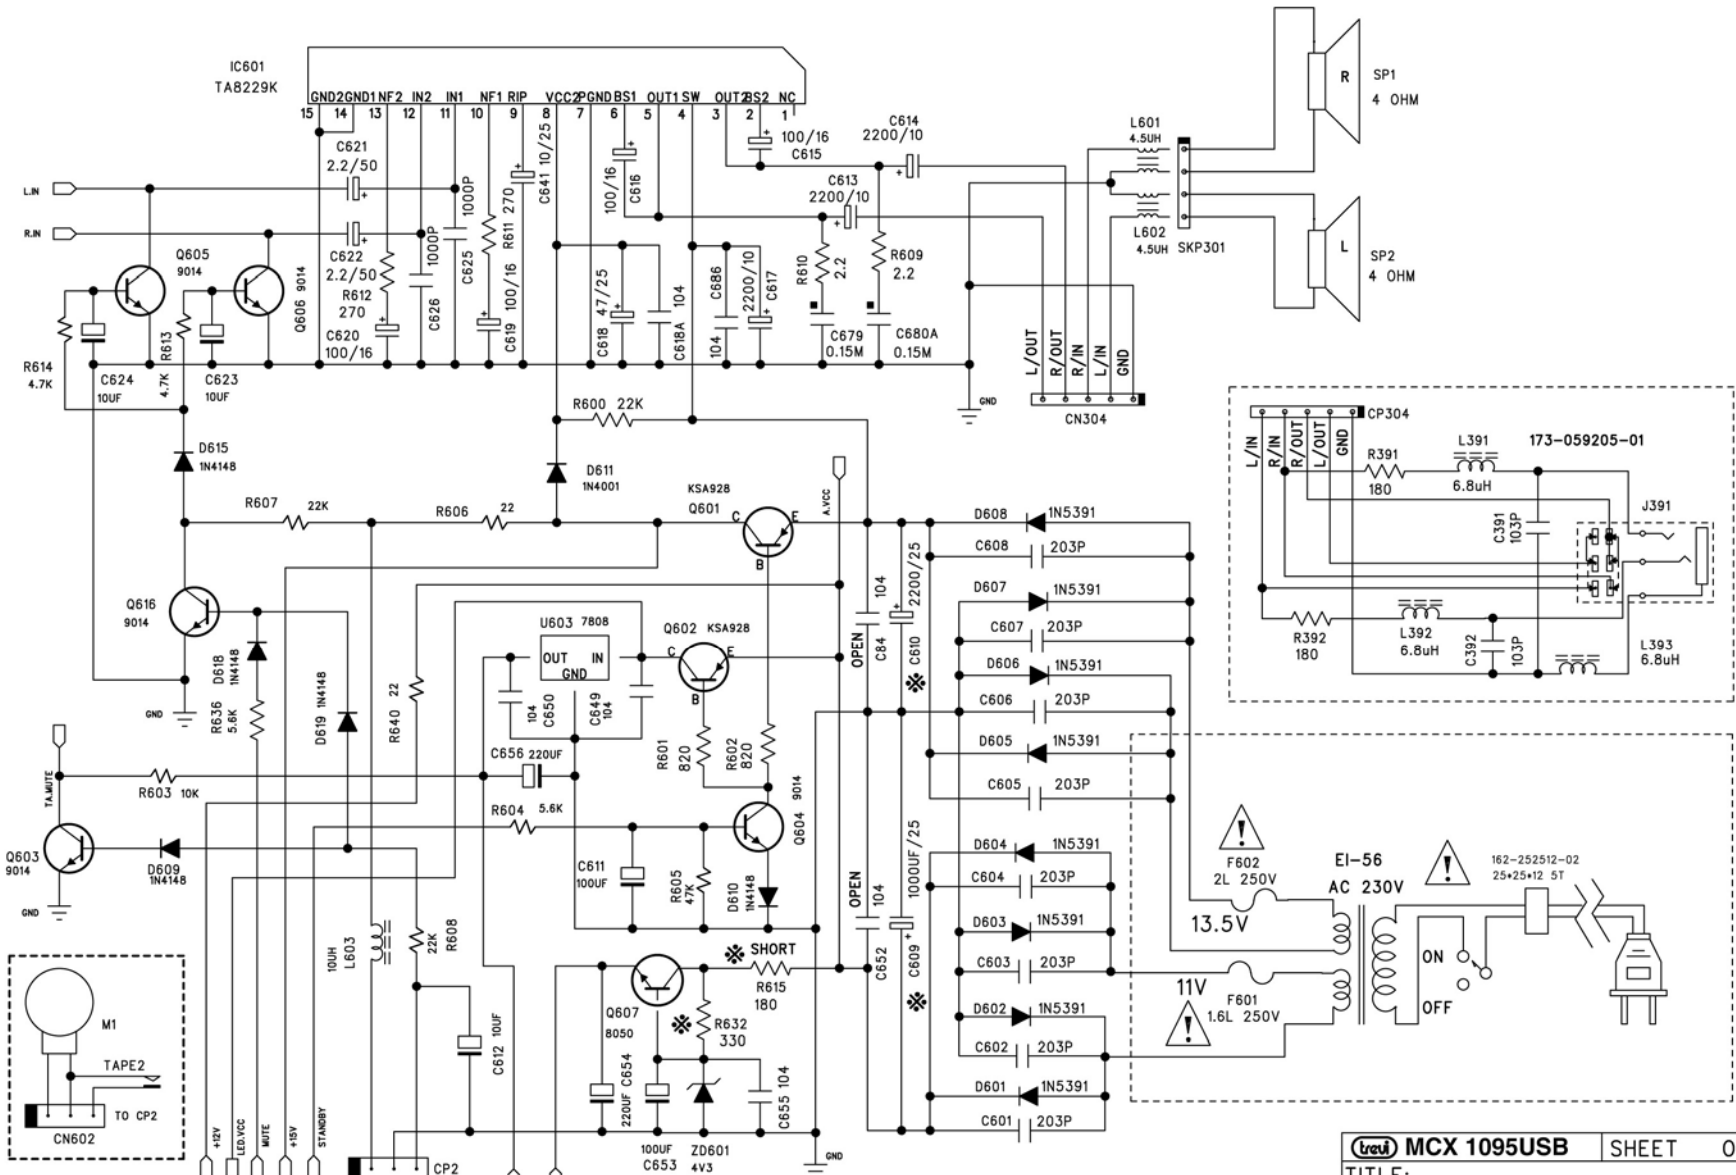 IC601
TA8229K
GND2 GND1 NF2 IN2 IN1 NF1 RIP VCC2 PGND BS1 OUT1 SW OUT2 BS2 NC
15 14 13 12 11 10 9 8 7 6 5 4 3 2 1
L.IN
R.IN
C621
2.2/50
C622
2.2/50
R612
270
C620
100/16
1000P
C626
1000P
C625
R611 270
C619 100/16
C641 10/25
100/16
C616
C618 47/25
C618A 104
C686
104
2200/10
C617
100/16
C615
C614
2200/10
C613
2200/10
R610
2.2
R609
2.2
C679
0.15M
C680A
0.15M
L601
4.5UH
L602
4.5UH
SKP301
R
SP1
4 OHM
L
SP2
4 OHM
Q605
9014
Q606 9014
R614
4.7K
C624
10UF
R613
4.7K
C623
10UF
GND
L/OUT
R/OUT
R/IN
L/IN
GND
CN304
CP304
L/IN
R/IN
R/OUT
L/OUT
GND
173-059205-01
R391
180
L391
6.8uH
C391
103P
J391
R392
180
L392
6.8uH
C392
103P
L393
6.8uH
R600 22K
D615
1N4148
D611
1N4001
R607 22K
R606 22
KSA928
Q601
C
E
B
A.VCC
Q616
9014
GND
D618
1N4148
R636
5.6K
D619 1N4148
R640 22
U603 7808
OUT IN
GND
104
C650
C649
104
Q602 KSA928
C
E
B
R601
820
R602
820
C656 220UF
OPEN
C84
104
C610
2200/25
※
D608 1N5391
C608 203P
D607 1N5391
C607 203P
D606 1N5391
C606 203P
D605 1N5391
C605 203P
D604 1N5391
C604 203P
D603 1N5391
C603 203P
D602 1N5391
C602 203P
D601 1N5391
C601 203P
TA.MUTE
R603 10K
R604 5.6K
Q603
9014
GND
D609
1N4148
Q604
9014
C611
100UF
R605
47K
D610
1N4148
OPEN
104
C652
1000UF/25
C609
※
10UH
L603
22K
R608
C612 10UF
※ SHORT
R615
180
Q607
8050
※
R632
330
220UF C654
100UF
C653
ZD601
4V3
C655 104
GND
M1
TAPE2
TO CP2
CN602
+12V
LED.VCC
MUTE
+15V
STANDBY
CP2
!
F602
2L 250V
13.5V
11V
!
F601
1.6L 250V
EI-56
AC 230V
!
162-252512-02
25*25*12 5T
ON
OFF
trevi MCX 1095USB SHEET 0
TITLE: